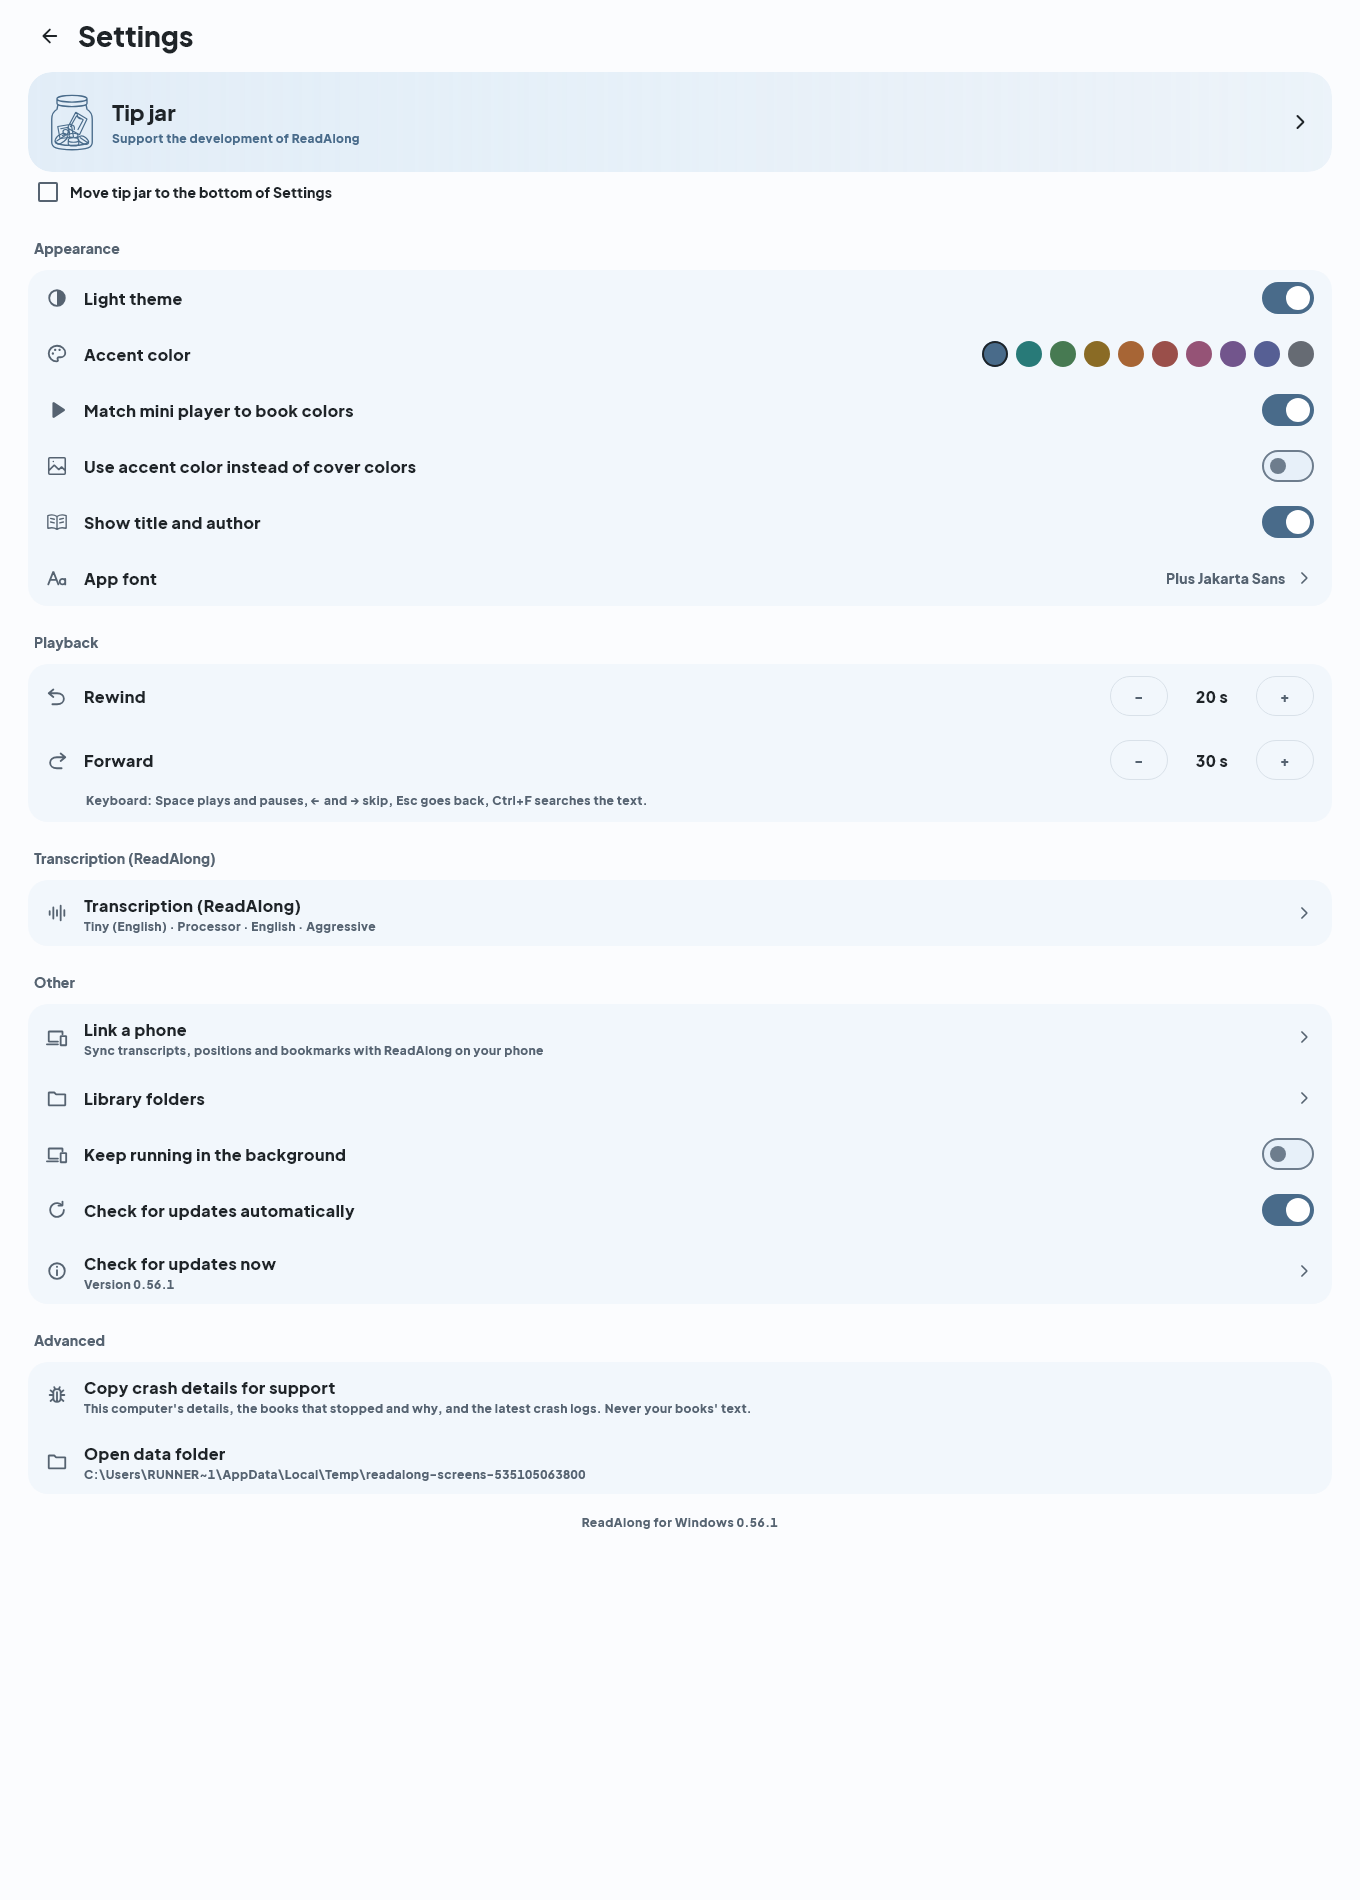 Settings
Tip jar
Support the development of ReadAlong
Move tip jar to the bottom of Settings
Appearance
Light theme
Accent color
Match mini player to book colors
Use accent color instead of cover colors
Show title and author
App font
Plus Jakarta Sans
Playback
Rewind
- 20 s +
Forward
- 30 s +
Keyboard: Space plays and pauses, ← and → skip, Esc goes back, Ctrl+F searches the text.
Transcription (ReadAlong)
Transcription (ReadAlong)
Tiny (English) · Processor · English · Aggressive
Other
Link a phone
Sync transcripts, positions and bookmarks with ReadAlong on your phone
Library folders
Keep running in the background
Check for updates automatically
Check for updates now
Version 0.56.1
Advanced
Copy crash details for support
This computer's details, the books that stopped and why, and the latest crash logs. Never your books' text.
Open data folder
C:\Users\RUNNER~1\AppData\Local\Temp\readalong-screens-535105063800
ReadAlong for Windows 0.56.1